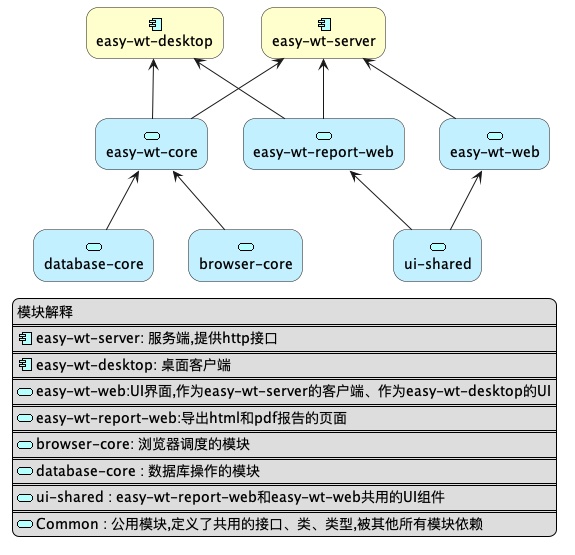 easy-wt-desktop
easy-wt-server
easy-wt-core
easy-wt-report-web
easy-wt-web
database-core
browser-core
ui-shared
模块解释
easy-wt-server: 服务端,提供http接口
easy-wt-desktop: 桌面客户端
easy-wt-web:UI界面,作为easy-wt-server的客户端、作为easy-wt-desktop的UI
easy-wt-report-web:导出html和pdf报告的页面
browser-core: 浏览器调度的模块
database-core : 数据库操作的模块
ui-shared : easy-wt-report-web和easy-wt-web共用的UI组件
Common : 公用模块,定义了共用的接口、类、类型,被其他所有模块依赖